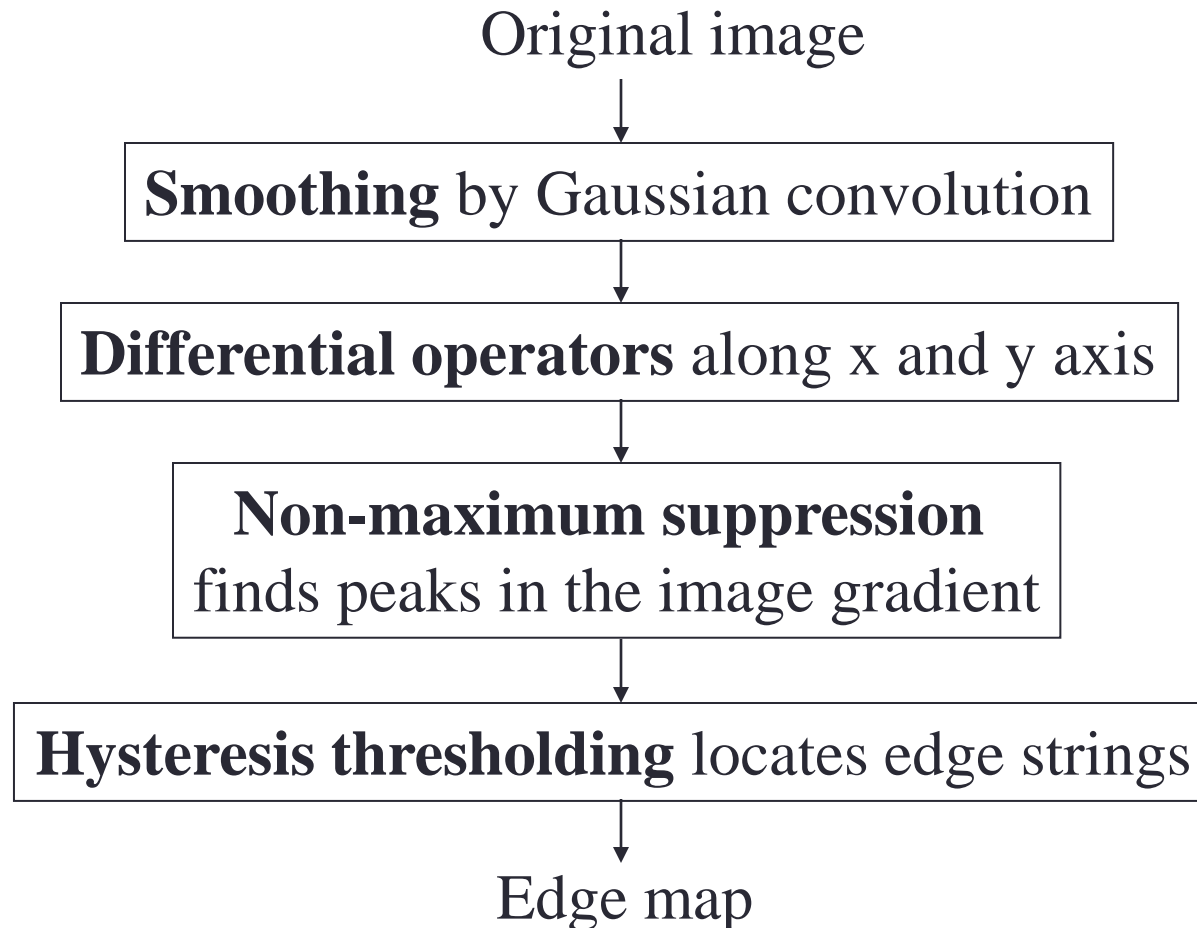 Original image
Smoothing by Gaussian convolution
Differential operators along x and y axis
Non-maximum suppression
finds peaks in the image gradient
Hysteresis thresholding locates edge strings
Edge map